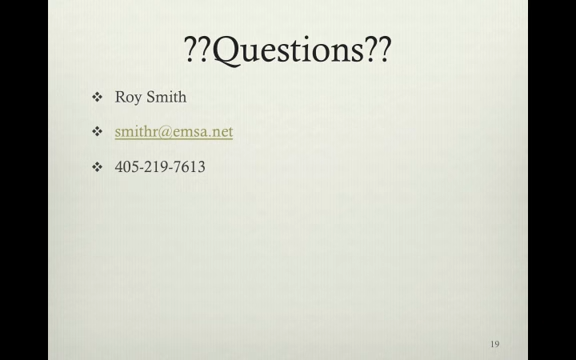 ??Questions??
Roy Smith
smithr@emsa.net
405-219-7613
19